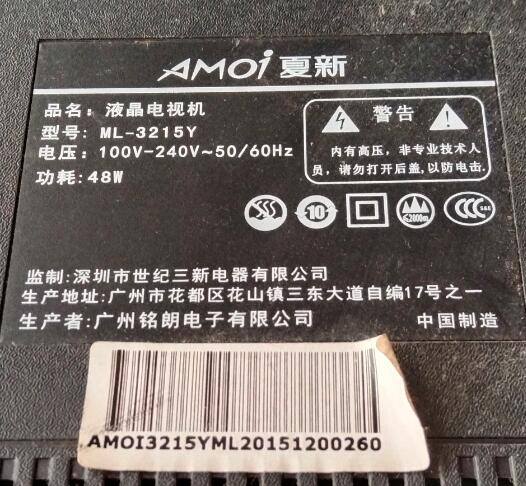 AMOI 夏新
品名: 液晶电视机
型号: ML-3215Y
电压: 100V-240V~50/60Hz
功耗: 48W
警告
内有高压，非专业技术人
员，请勿打开后盖，以防电击.
10
≤2000m
CCC S&E
监制: 深圳市世纪三新电器有限公司
生产地址: 广州市花都区花山镇三东大道自编17号之一
生产者: 广州铭朗电子有限公司
中国制造
AMOI3215YML20151200260